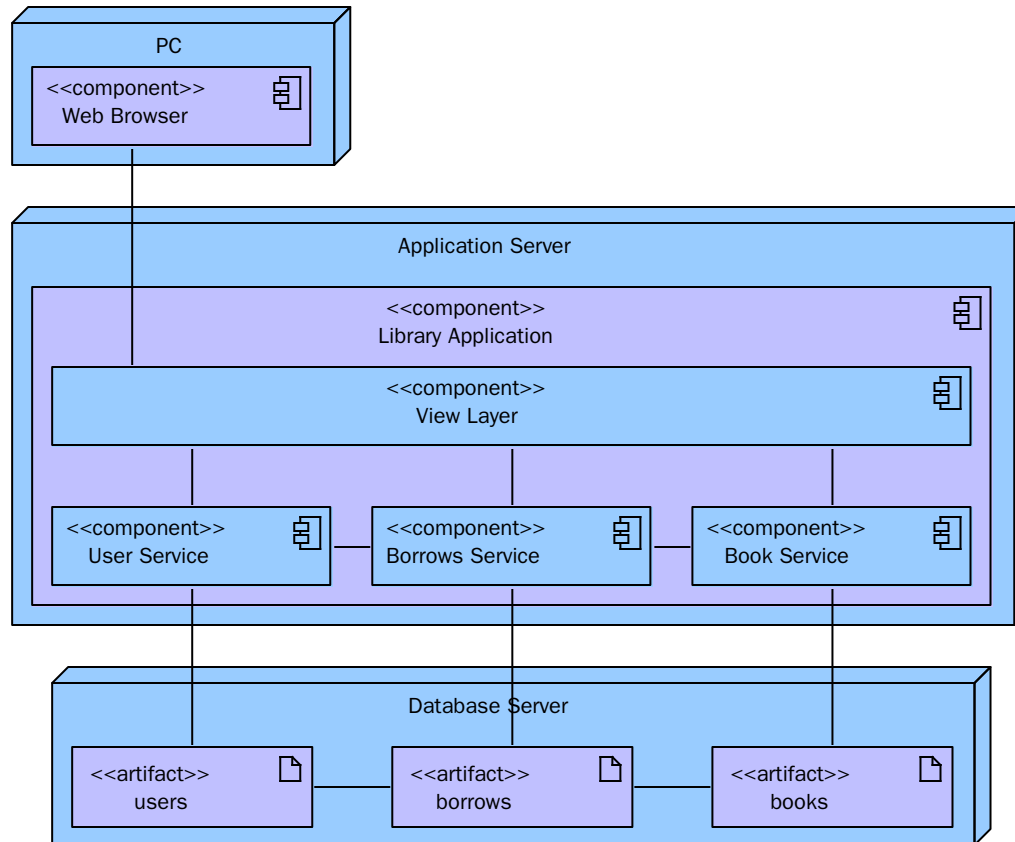 PC
<<component>>
Web Browser
Application Server
<<component>>
Library Application
<<component>>
View Layer
<<component>>
User Service
<<component>>
Borrows Service
<<component>>
Book Service
Database Server
<<artifact>>
users
<<artifact>>
borrows
<<artifact>>
books